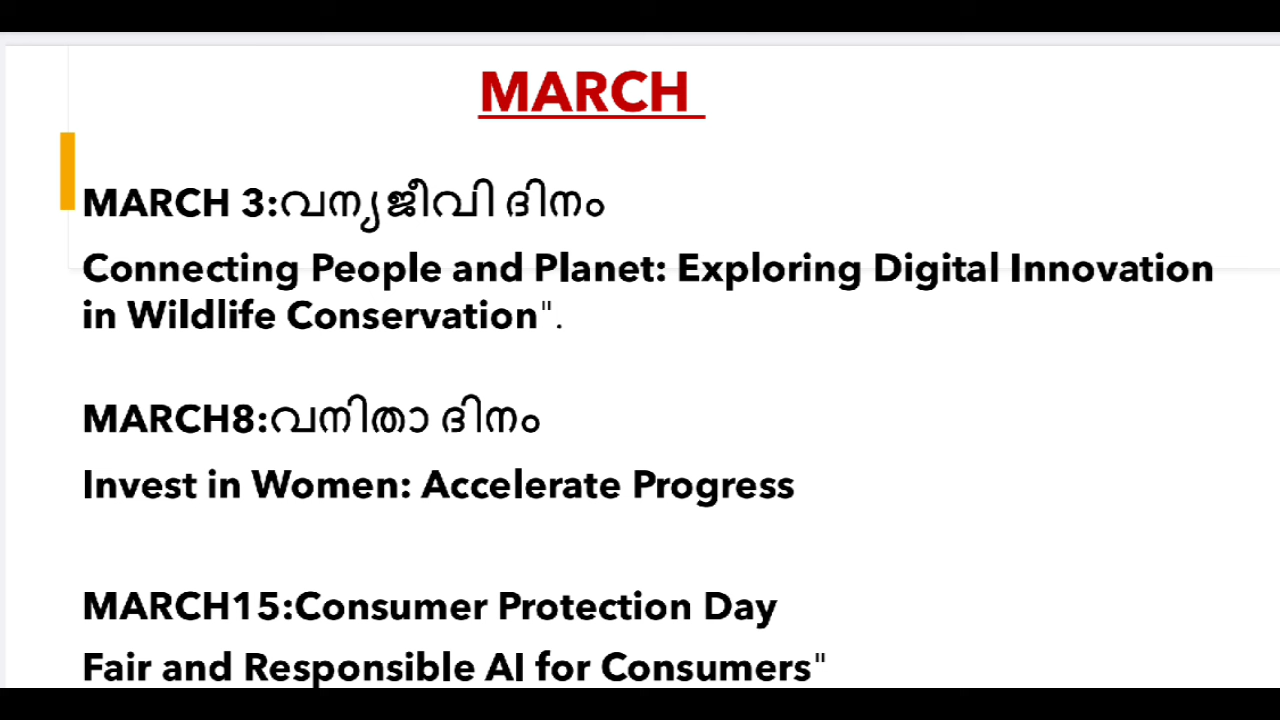 MARCH
MARCH 3:വന്യജീവി ദിനം
Connecting People and Planet: Exploring Digital Innovation
in Wildlife Conservation".
MARCH8:വനിതാ ദിനം
Invest in Women: Accelerate Progress
MARCH15:Consumer Protection Day
Fair and Responsible AI for Consumers"